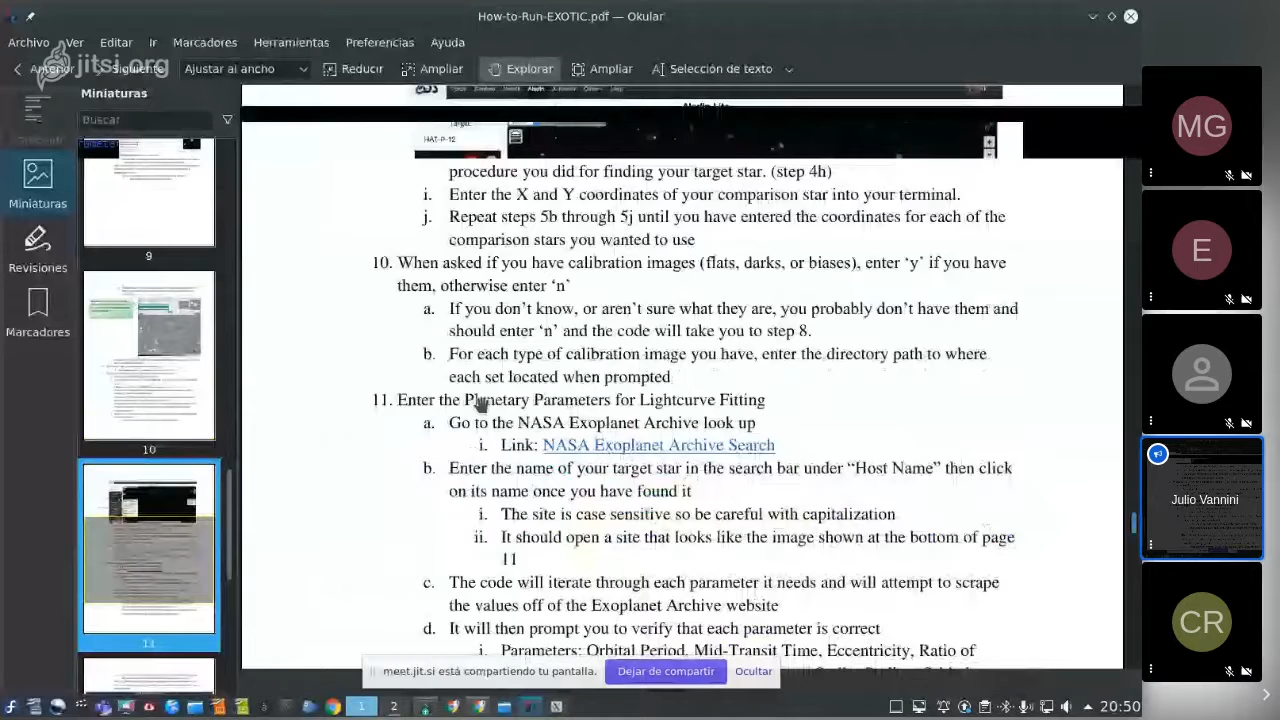 How-to-Run-EXOTIC.pdf — Okular
Archivo Ver Editar Ir Marcadores Herramientas Preferencias Ayuda
jitsi.org
Anterior Siguiente Ajustar al ancho Reducir Ampliar Explorar Ampliar Selección de texto
Miniaturas
Buscar
Miniaturas
Revisiones
Marcadores
9
10
11
HAT-P-12
procedure you did for finding your target star. (step 4h)
i. Enter the X and Y coordinates of your comparison star into your terminal.
j. Repeat steps 5b through 5j until you have entered the coordinates for each of the
comparison stars you wanted to use
10. When asked if you have calibration images (flats, darks, or biases), enter ‘y’ if you have
them, otherwise enter ‘n’
a. If you don’t know, or aren’t sure what they are, you probably don’t have them and
should enter ‘n’ and the code will take you to step 8.
b. For each type of calibration image you have, enter the directory path to where
each set located when prompted
11. Enter the Planetary Parameters for Lightcurve Fitting
a. Go to the NASA Exoplanet Archive look up
i. Link: NASA Exoplanet Archive Search
b. Enter the name of your target star in the search bar under “Host Name” then click
on its name once you have found it
i. The site is case sensitive so be careful with capitalization
ii. It should open a site that looks like the image shown at the bottom of page
c. The code will iterate through each parameter it needs and will attempt to scrape
the values off of the Exoplanet Archive website
d. It will then prompt you to verify that each parameter is correct
i. Parameters: Orbital Period, Mid-Transit Time, Eccentricity, Ratio of
meet.jit.si está compartiendo tu pantalla. Dejar de compartir Ocultar
MG
E
Julio Vannini
CR
1 2 20:50